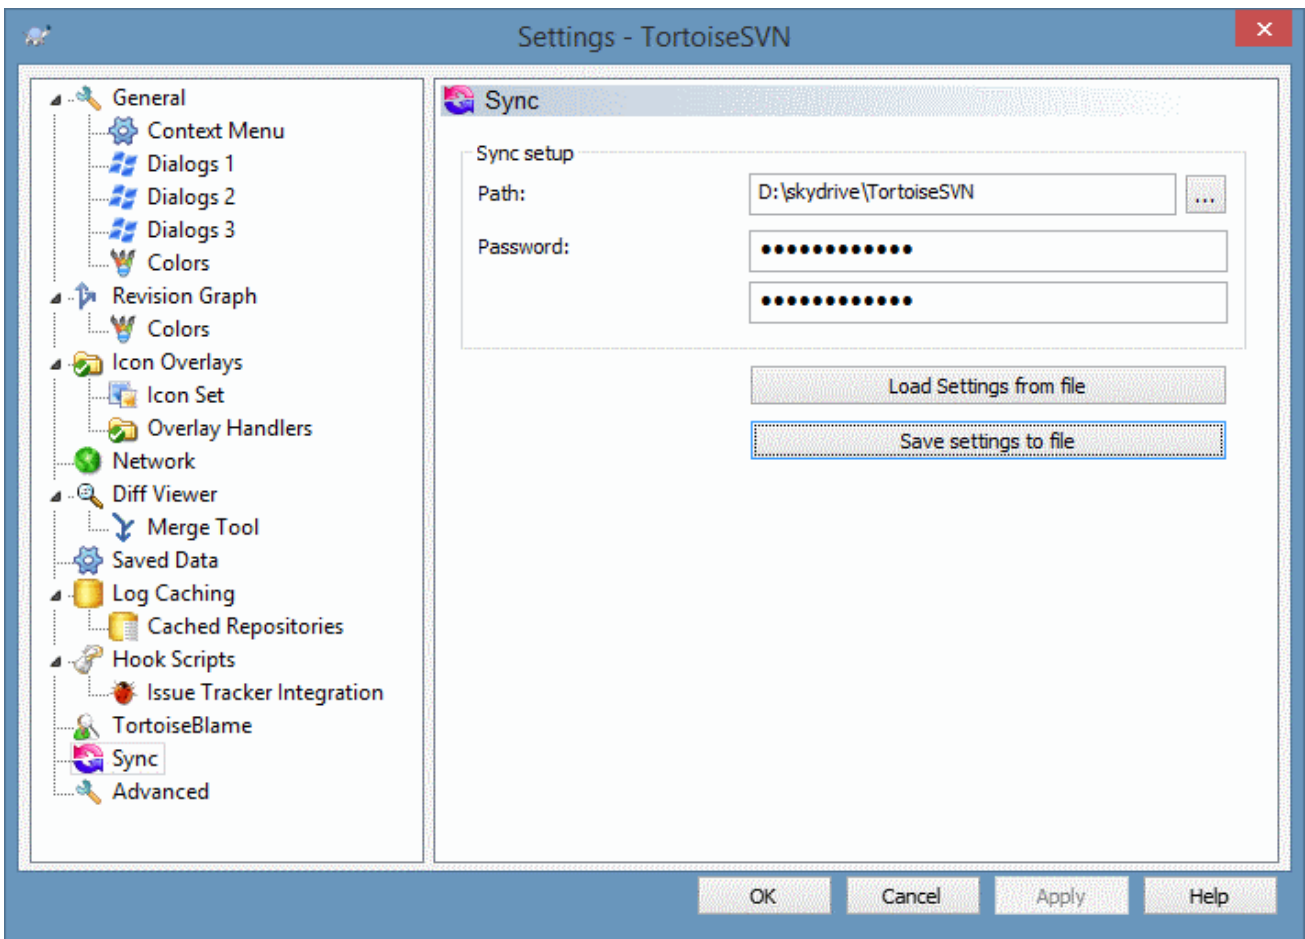 Settings - TortoiseSVN
General
Context Menu
Dialogs 1
Dialogs 2
Dialogs 3
Colors
Revision Graph
Colors
Icon Overlays
Icon Set
Overlay Handlers
Network
Diff Viewer
Merge Tool
Saved Data
Log Caching
Cached Repositories
Hook Scripts
Issue Tracker Integration
TortoiseBlame
Sync
Advanced
Sync
Sync setup
Path:
D:\skydrive\TortoiseSVN
...
Password:
●●●●●●●●●●●●
●●●●●●●●●●●●
Load Settings from file
Save settings to file
OK
Cancel
Apply
Help